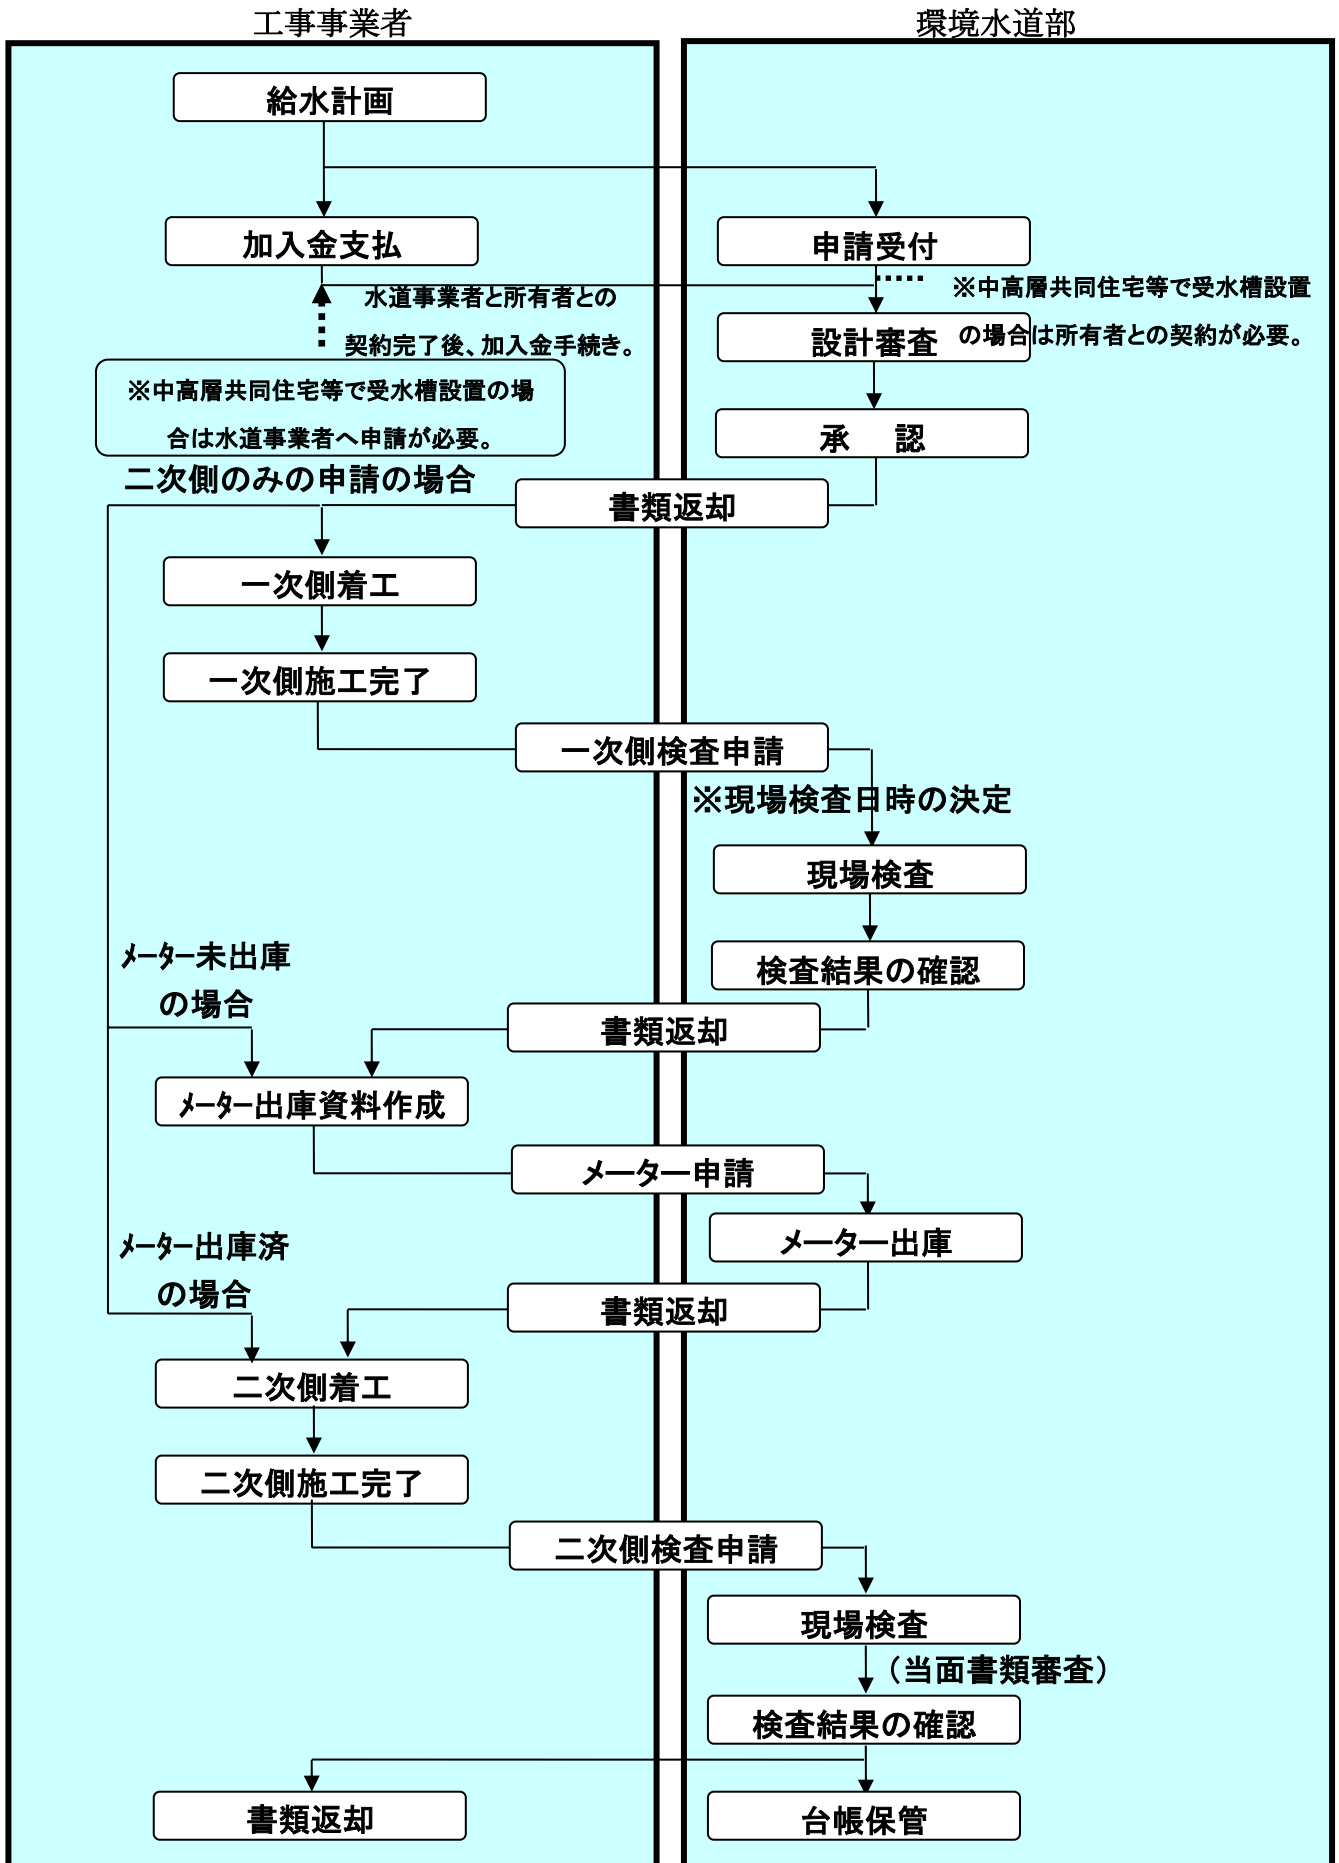 工事事業者
環境水道部
給水計画
加入金支払
申請受付
水道事業者と所有者との
契約完了後、加入金手続き。
※中高層共同住宅等で受水槽設置
の場合は所有者との契約が必要。
設計審査
※中高層共同住宅等で受水槽設置の場
合は水道事業者へ申請が必要。
承　認
二次側のみの申請の場合
書類返却
一次側着工
一次側施工完了
一次側検査申請
※現場検査日時の決定
現場検査
検査結果の確認
ﾒｰﾀｰ未出庫
の場合
書類返却
ﾒｰﾀｰ出庫資料作成
メーター申請
メーター出庫
ﾒｰﾀｰ出庫済
の場合
書類返却
二次側着工
二次側施工完了
二次側検査申請
現場検査
（当面書類審査）
検査結果の確認
書類返却
台帳保管